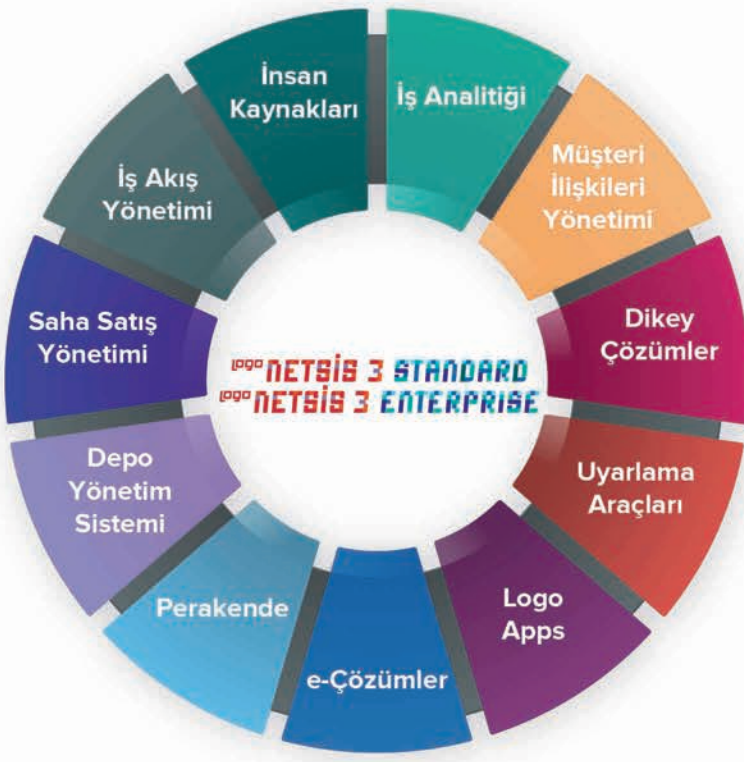 İnsan
Kaynakları
İş Analitiği
Müşteri
İlişkileri
Yönetimi
Dikey
Çözümler
Uyarlama
Araçları
Logo
Apps
e-Çözümler
Perakende
Depo
Yönetim
Sistemi
Saha Satış
Yönetimi
İş Akış
Yönetimi
LOGO NETSİS 3 STANDARD
LOGO NETSİS 3 ENTERPRISE